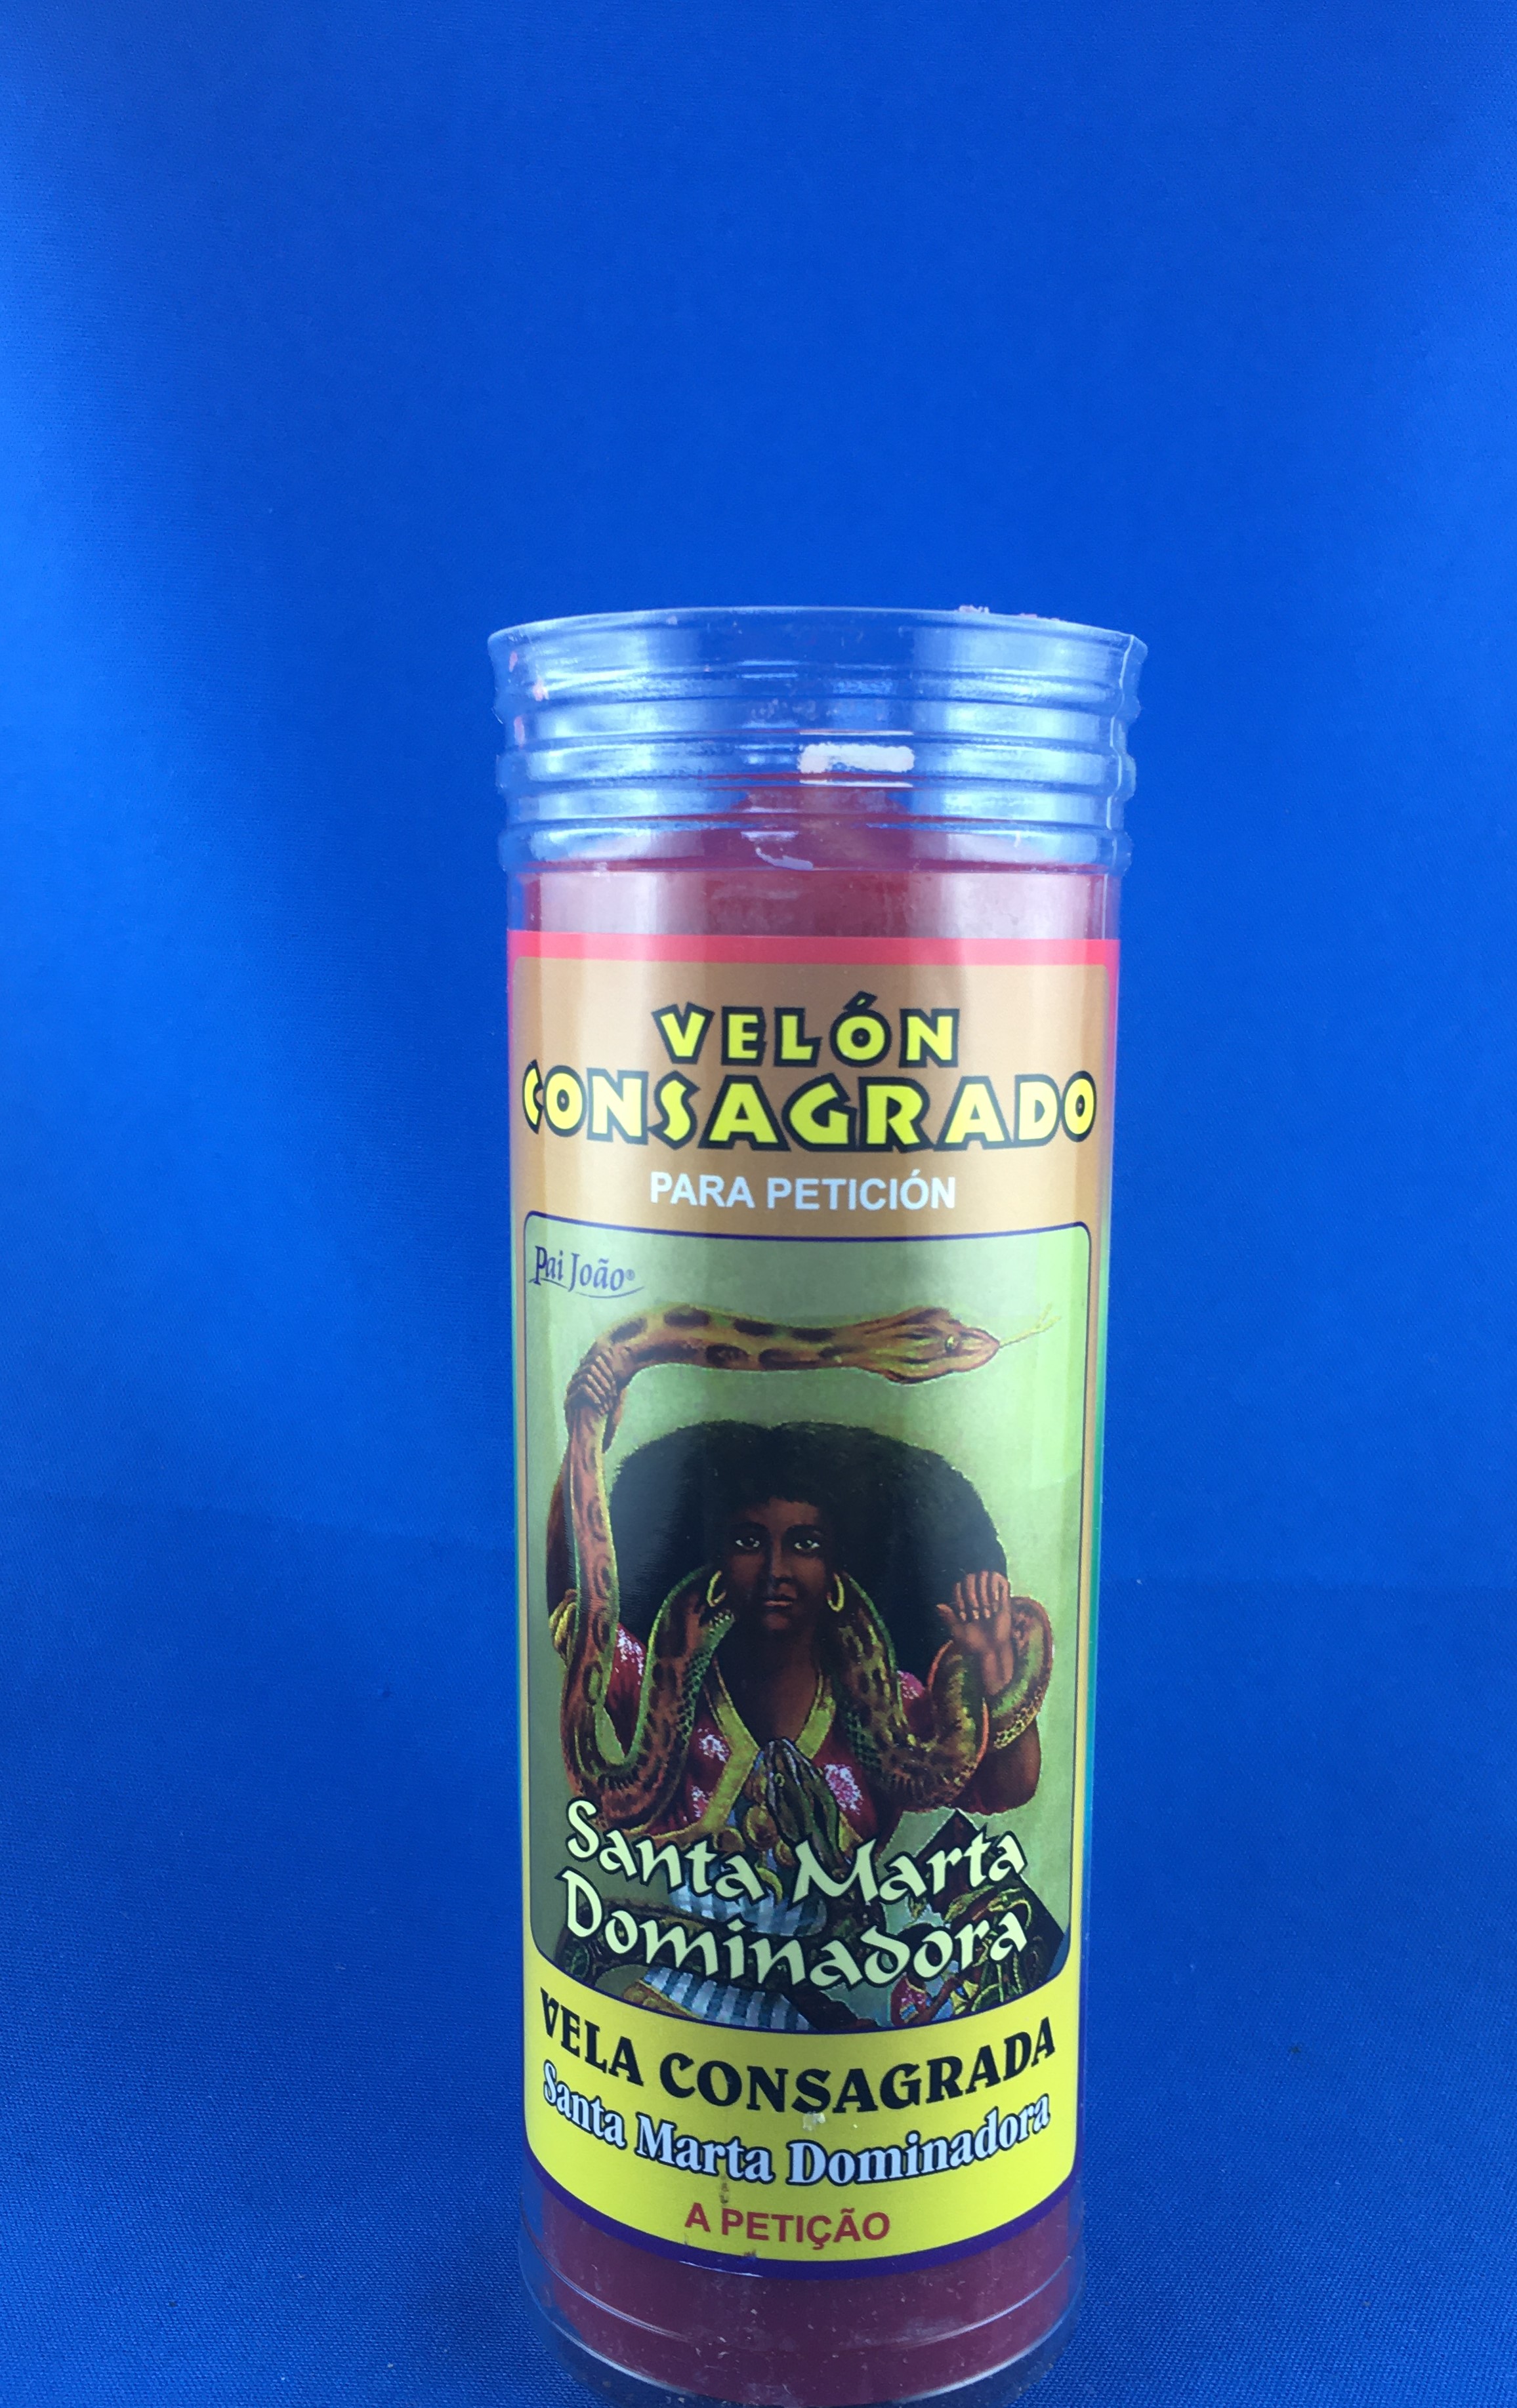 VELÓN
CONSAGRADO
PARA PETICIÓN
Pai João®
Santa Marta
Dominadora
VELA CONSAGRADA
Santa Marta Dominadora
A PETIÇÃO